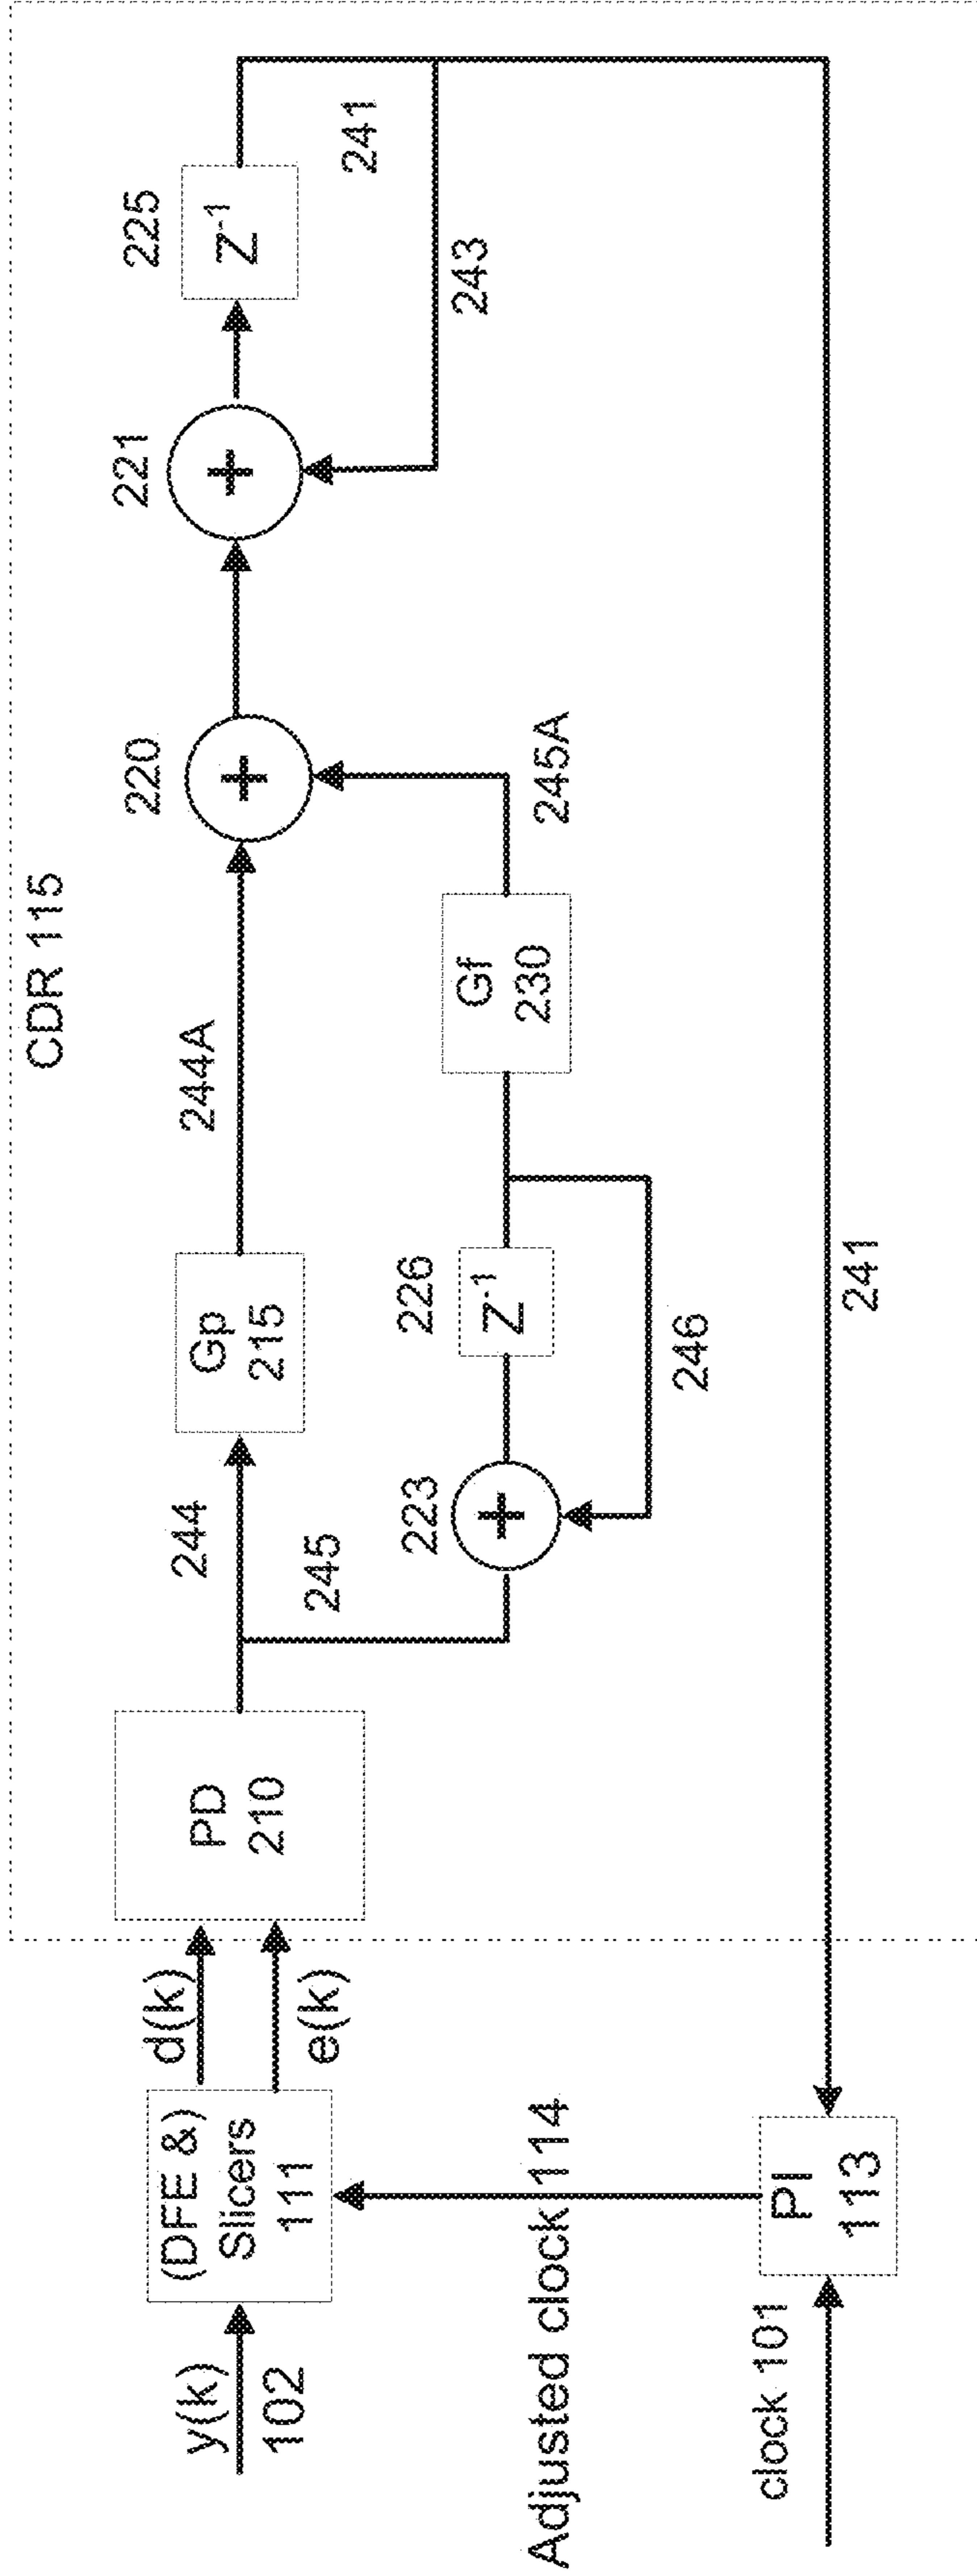 CDR 115
y(k)
102
(DFE &)
Slicers
111
d(k)
e(k)
PD
210
244
245
Gp
215
244A
220
221
225
Z-1
241
243
223
226
Z-1
246
Gf
230
245A
Adjusted clock 114
clock 101
PI
113
241